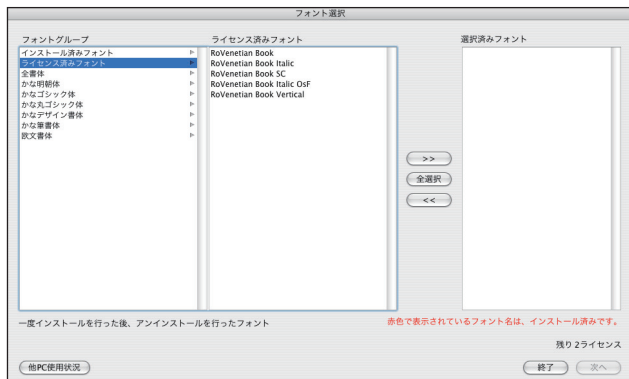 フォント選択
フォントグループ
インストール済みフォント
ライセンス済みフォント
全書体
かな明朝体
かなゴシック体
かな丸ゴシック体
かなデザイン書体
かな筆書体
欧文書体
ライセンス済みフォント
RoVenetian Book
RoVenetian Book Italic
RoVenetian Book SC
RoVenetian Book Italic OsF
RoVenetian Book Vertical
>>
全選択
<<
選択済みフォント
一度インストールを行った後、アンインストールを行ったフォント
赤色で表示されているフォント名は、インストール済みです。
残り 2ライセンス
他PC使用状況
終了
次へ